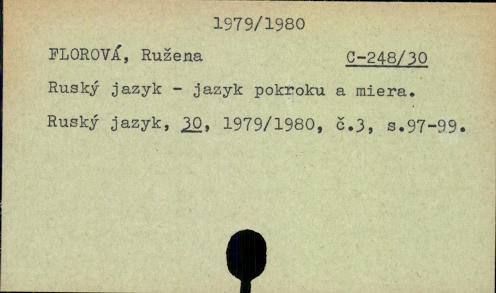 1979/1980
FLOROVÁ, Ružena C-248/30
Ruský jazyk - jazyk pokroku a miera.
Ruský jazyk, 30, 1979/1980, č.3, s.97-99.